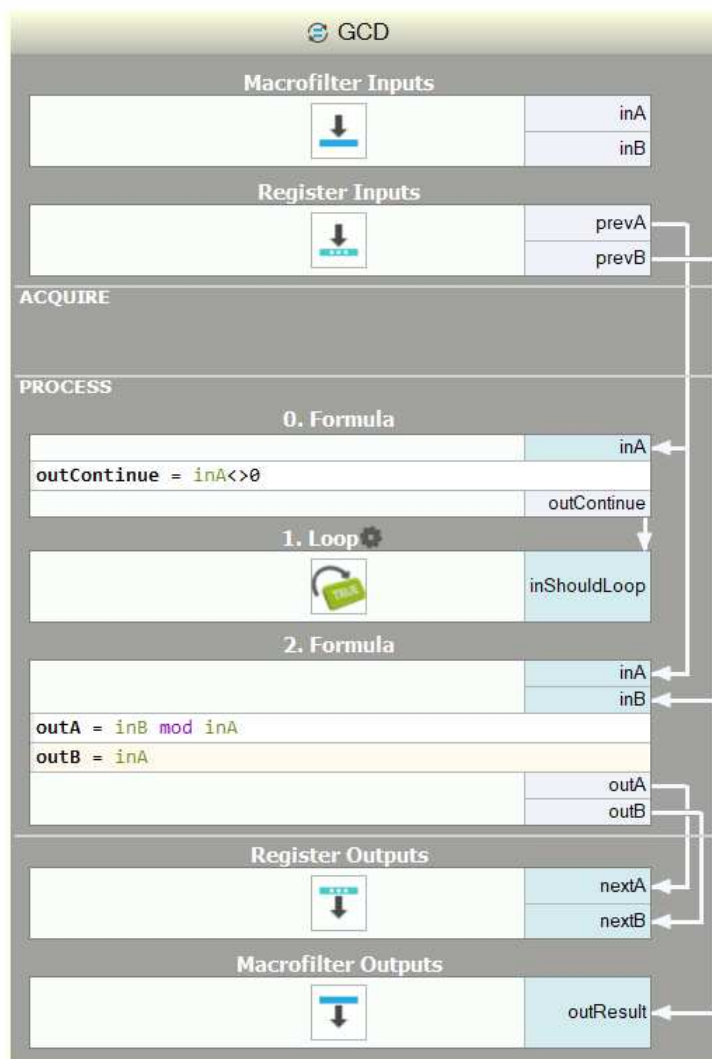 GCD
Macrofilter Inputs
inA
inB
Register Inputs
prevA
prevB
ACQUIRE
PROCESS
0. Formula
inA
outContinue = inA<>0
outContinue
1. Loop
TRUE
inShouldLoop
2. Formula
inA
inB
outA = inB mod inA
outB = inA
outA
outB
Register Outputs
nextA
nextB
Macrofilter Outputs
outResult